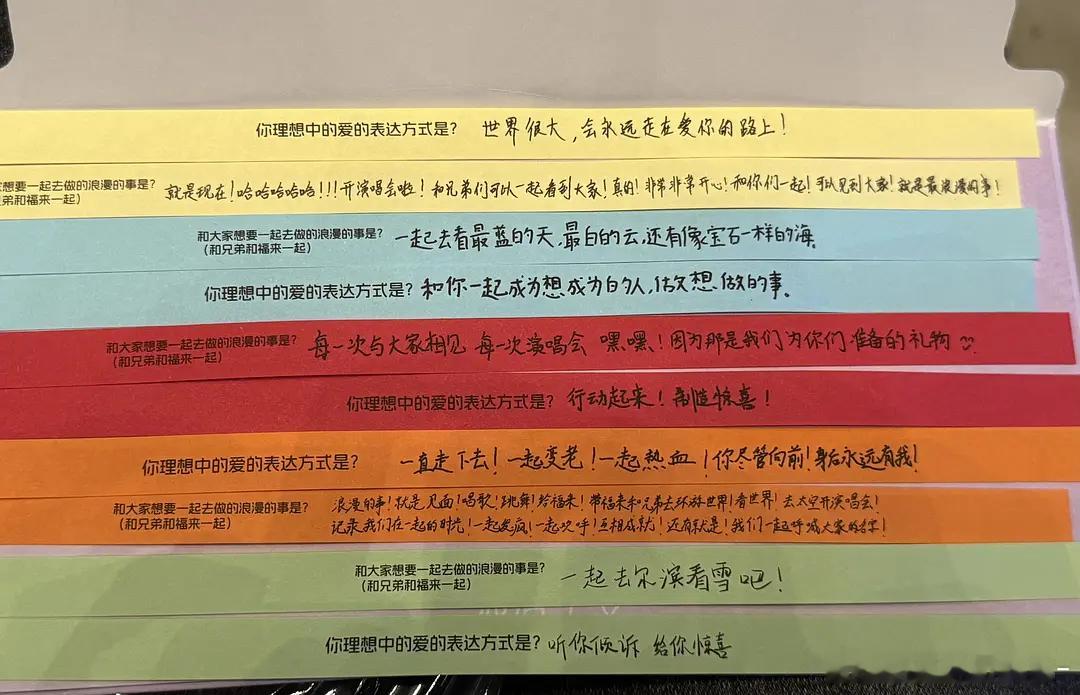 你理想中的爱的表达方式是? 世界很大,会永远走在爱你的路上!
想要一起去做的浪漫的事是? 就是现在!哈哈哈哈哈!!!开演唱会啦!和兄弟们可以一起看到大家!真的!非常非常开心!和你们一起!可以见到大家!就是最浪漫的事!
兄弟和福来一起)
和大家想要一起去做的浪漫的事是? 一起去看最蓝的天,最白的云,还有像宝石一样的海。
(和兄弟和福来一起)
你理想中的爱的表达方式是? 和你一起成为想成为的人,做想做的事。
和大家想要一起去做的浪漫的事是? 每一次与大家相见 每一次演唱会 嘿嘿!因为那是我们为你们准备的礼物
(和兄弟和福来一起)
你理想中的爱的表达方式是? 行动起来!制造惊喜!
你理想中的爱的表达方式是? 一直走下去!一起变老!一起热血!你尽管向前!身后永远有我!
和大家想要一起去做的浪漫的事是? 浪漫的事!就是见面!唱歌!跳舞!给福来!带福来和兄弟去环游世界!看世界!去太空开演唱会!
(和兄弟和福来一起) 记录我们在一起的时光!一起发疯!一起欢呼!互相成就!还有就是!我们一起呼喊大家的名字!
和大家想要一起去做的浪漫的事是? 一起去尔滨看雪吧!
(和兄弟和福来一起)
你理想中的爱的表达方式是? 听你倾诉 给你惊喜